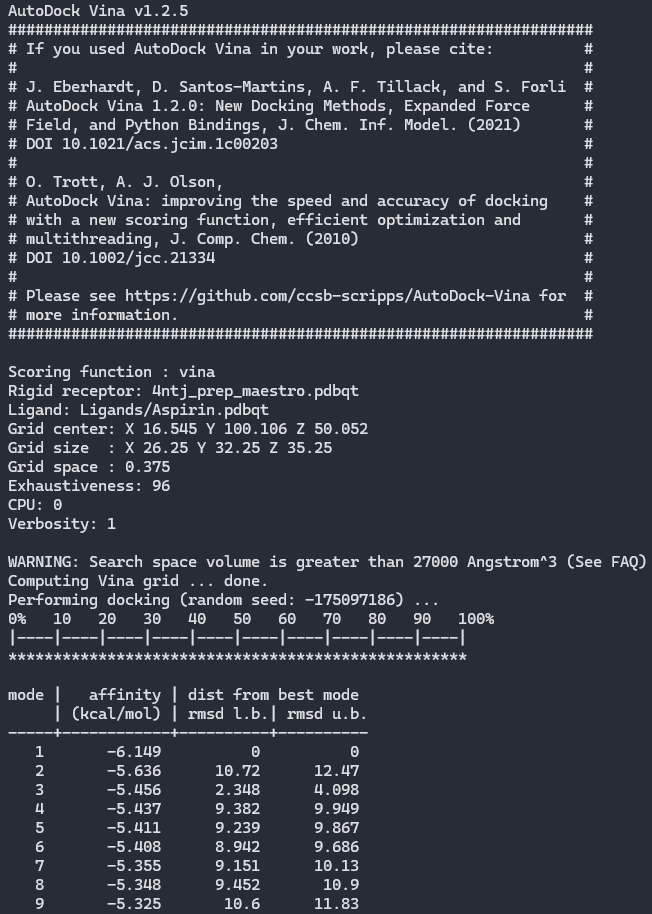 AutoDock Vina v1.2.5
#################################################################
# If you used AutoDock Vina in your work, please cite:          #
#                                                               #
# J. Eberhardt, D. Santos-Martins, A. F. Tillack, and S. Forli  #
# AutoDock Vina 1.2.0: New Docking Methods, Expanded Force      #
# Field, and Python Bindings, J. Chem. Inf. Model. (2021)       #
# DOI 10.1021/acs.jcim.1c00203                                  #
#                                                               #
# O. Trott, A. J. Olson,                                        #
# AutoDock Vina: improving the speed and accuracy of docking    #
# with a new scoring function, efficient optimization and       #
# multithreading, J. Comp. Chem. (2010)                         #
# DOI 10.1002/jcc.21334                                         #
#                                                               #
# Please see https://github.com/ccsb-scripps/AutoDock-Vina for  #
# more information.                                             #
#################################################################

Scoring function : vina
Rigid receptor: 4ntj_prep_maestro.pdbqt
Ligand: Ligands/Aspirin.pdbqt
Grid center: X 16.545 Y 100.106 Z 50.052
Grid size  : X 26.25 Y 32.25 Z 35.25
Grid space : 0.375
Exhaustiveness: 96
CPU: 0
Verbosity: 1

WARNING: Search space volume is greater than 27000 Angstrom^3 (See FAQ)
Computing Vina grid ... done.
Performing docking (random seed: -175097186) ...
0%   10   20   30   40   50   60   70   80   90   100%
|----|----|----|----|----|----|----|----|----|----|
***************************************************

mode |   affinity | dist from best mode
     | (kcal/mol) | rmsd l.b.| rmsd u.b.
-----+------------+----------+----------
   1       -6.149          0          0
   2       -5.636      10.72      12.47
   3       -5.456      2.348      4.098
   4       -5.437      9.382      9.949
   5       -5.411      9.239      9.867
   6       -5.408      8.942      9.686
   7       -5.355      9.151      10.13
   8       -5.348      9.452       10.9
   9       -5.325       10.6      11.83